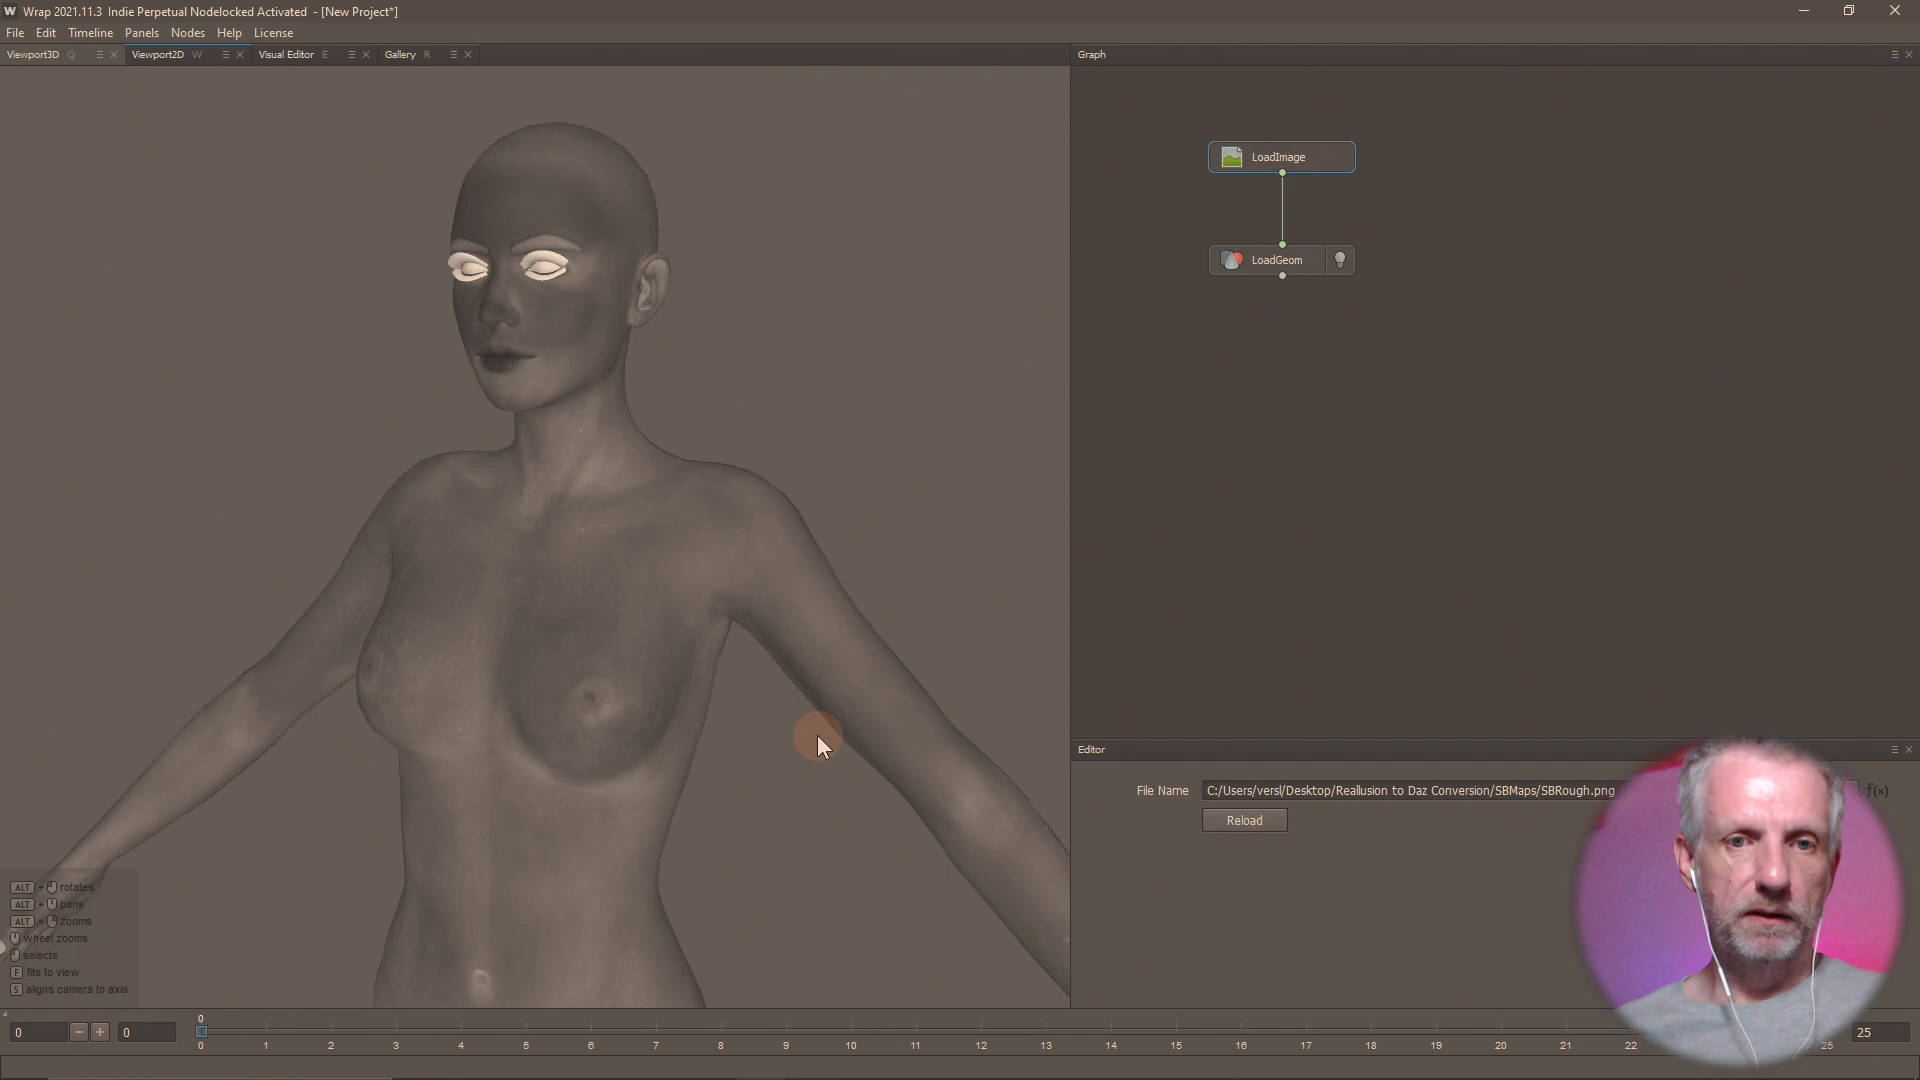 W Wrap 2021.11.3 Indie Perpetual Nodelocked Activated - [New Project*]
File Edit Timeline Panels Nodes Help License
Viewport3D Q Viewport2D W Visual Editor E Gallery R Graph
LoadImage
LoadGeom
Editor
File Name C:/Users/versl/Desktop/Reallusion to Daz Conversion/SBMaps/SBRough.png f(x)
Reload
ALT + rotates
ALT + pans
ALT + zooms
wheel zooms
selects
F fits to view
S aligns camera to axis
0
0 − + 0 25
0 1 2 3 4 5 6 7 8 9 10 11 12 13 14 15 16 17 18 19 20 21 22 25